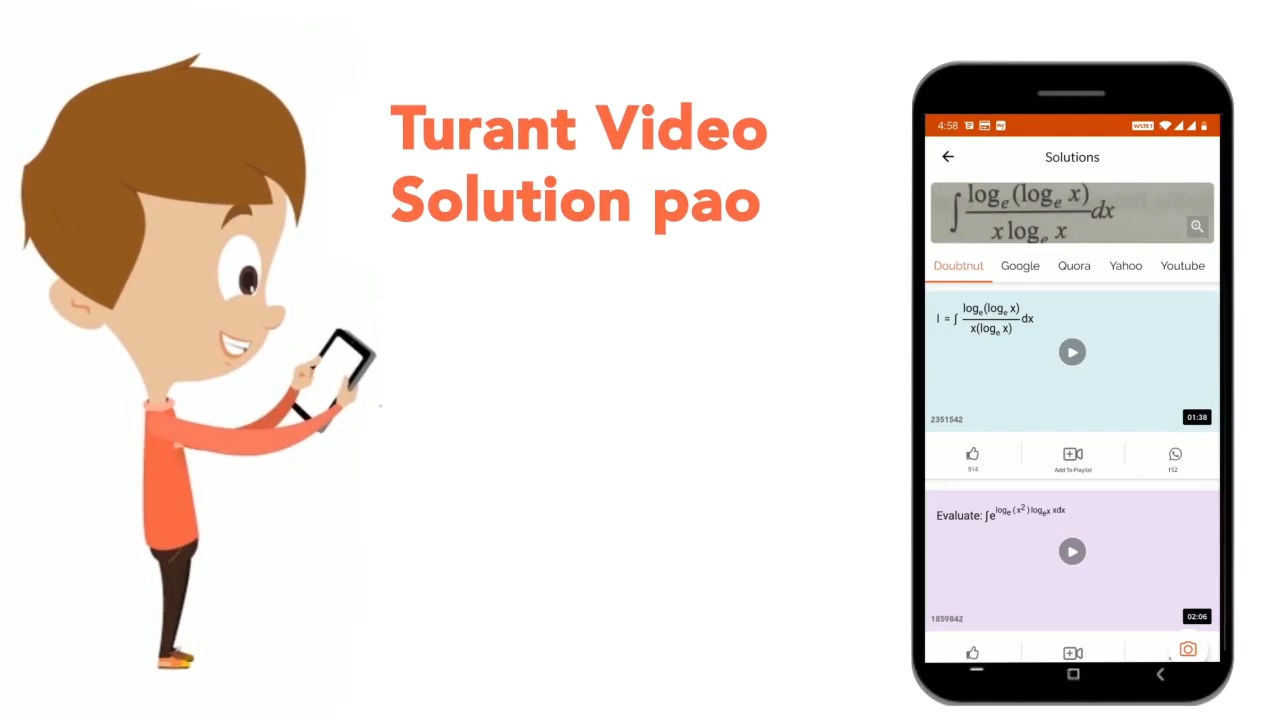 Turant Video
Solution pao
4:58
VoLTE1
Solutions
∫ logₑ(logₑ x) / x logₑ x dx
Doubtnut Google Quora Yahoo Youtube
I = ∫ logₑ(logₑ x) / x(logₑ x) dx
2351542 01:38
914 Add To Playlist 152
Evaluate: ∫e^logₑ(x²)logₑx xdx
1859842 02:06